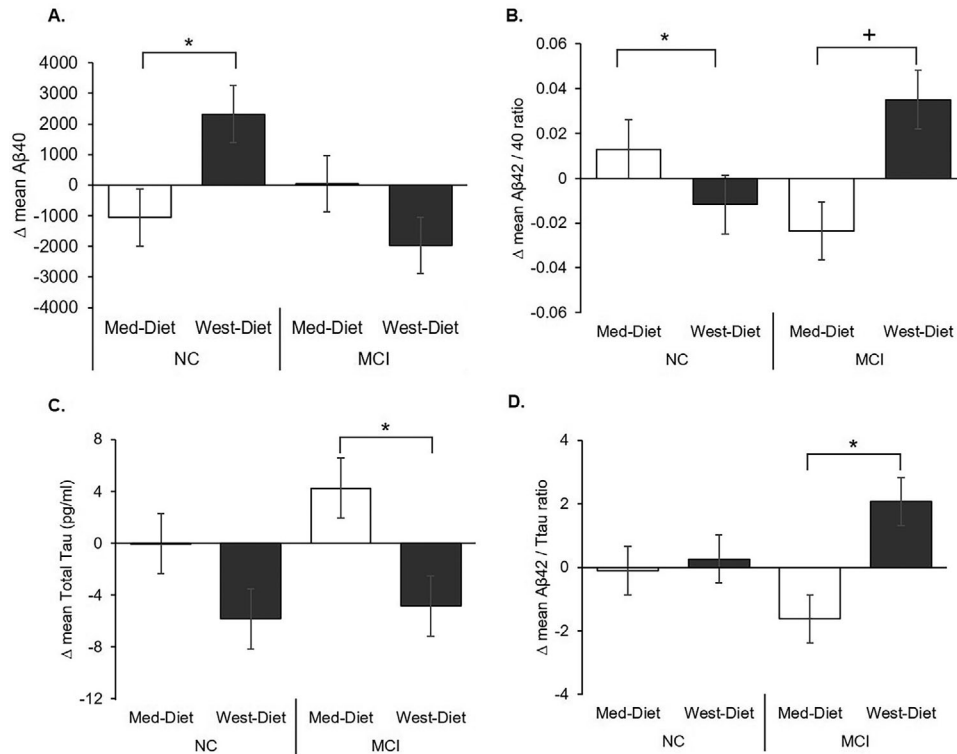 A.
Δ mean Aβ40
4000
3000
2000
1000
0
-1000
-2000
-3000
-4000
*
Med-Diet West-Diet Med-Diet West-Diet
NC MCI
B.
Δ mean Aβ42 / 40 ratio
0.06
0.04
0.02
0
-0.02
-0.04
-0.06
* +
Med-Diet West-Diet Med-Diet West-Diet
NC MCI
C.
Δ mean Total Tau (pg/ml)
8
4
0
-4
-8
-12
*
Med-Diet West-Diet Med-Diet West-Diet
NC MCI
D.
Δ mean Aβ42 / Ttau ratio
4
2
0
-2
-4
*
Med-Diet West-Diet Med-Diet West-Diet
NC MCI